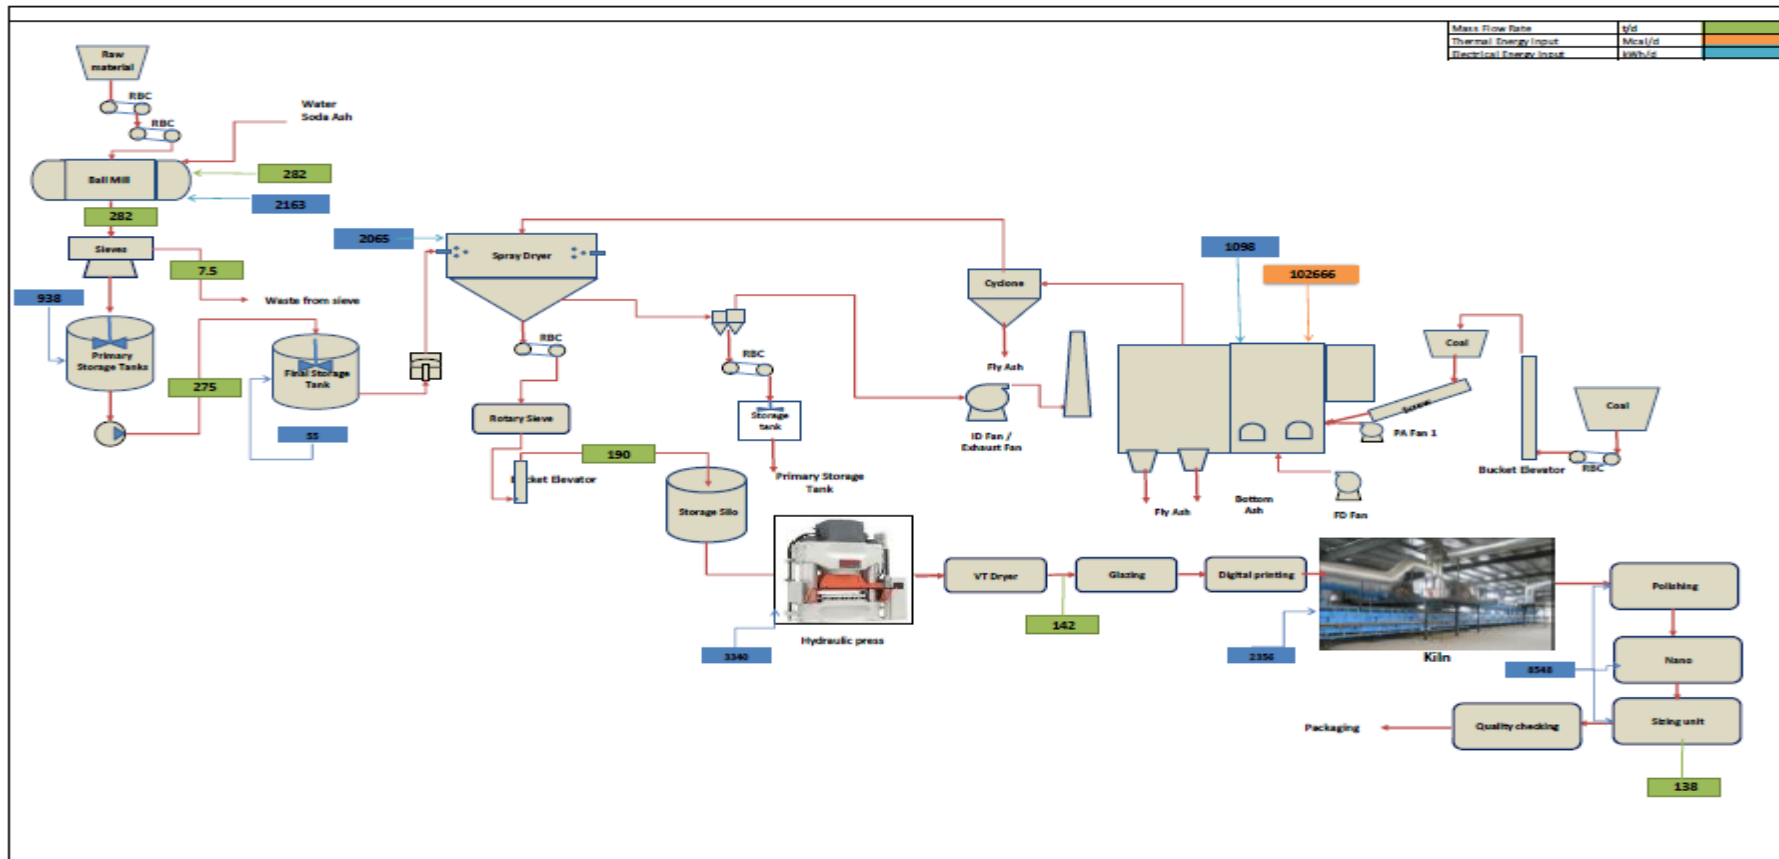 Mass Flow Rate t/d
Thermal Energy Input Mcal/d
Electrical Energy Input kWh/d
Raw
material
RBC
RBC
Water
Soda Ash
Ball Mill
282
2163
282
Sieves
7.5
Waste from sieve
938
Primary
Storage Tanks
275
Final Storage
Tank
55
2065
Spray Dryer
RBC
Rotary Sieve
Bucket Elevator
190
Storage Silo
RBC
Storage
tank
Primary Storage
Tank
Cyclone
Fly Ash
ID Fan /
Exhaust Fan
1098
102666
Coal
Screw
PA Fan 1
Coal
RBC
Bucket Elevator
Fly Ash
Bottom
Ash
FD Fan
Hydraulic press
3340
VT Dryer
142
Glazing
Digital printing
2356
Kiln
Polishing
Nano
8548
Sizing unit
Quality checking
Packaging
138